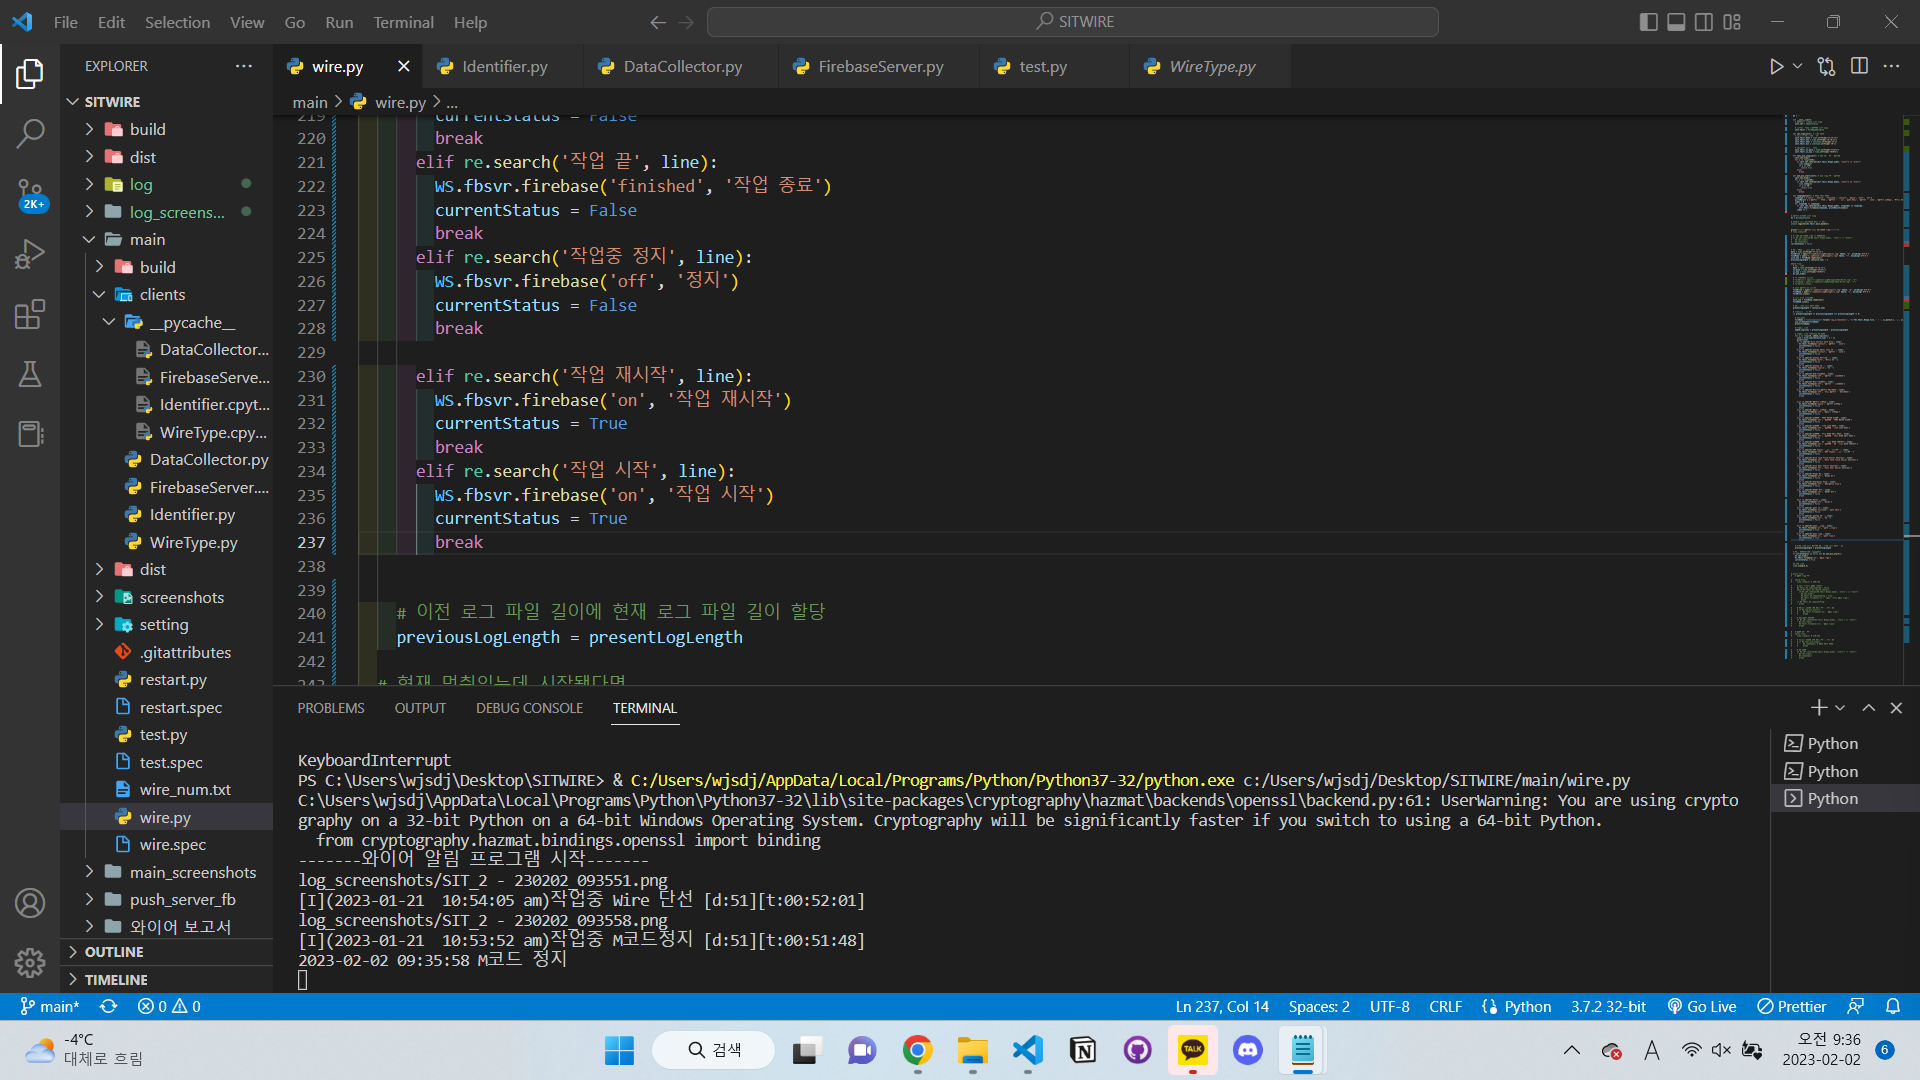 File Edit Selection View Go Run Terminal Help
SITWIRE
EXPLORER
wire.py
Identifier.py
DataCollector.py
FirebaseServer.py
test.py
WireType.py
main > wire.py > ...
SITWIRE
build
dist
log
log_screens...
main
build
clients
__pycache__
DataCollector...
FirebaseServe...
Identifier.cpyt...
WireType.cpy...
DataCollector.py
FirebaseServer....
Identifier.py
WireType.py
dist
screenshots
setting
.gitattributes
restart.py
restart.spec
test.py
test.spec
wire_num.txt
wire.py
wire.spec
main_screenshots
push_server_fb
와이어 보고서
OUTLINE
TIMELINE
2K+
219 currentStatus = False
220 break
221 elif re.search('작업 끝', line):
222 WS.fbsvr.firebase('finished', '작업 종료')
223 currentStatus = False
224 break
225 elif re.search('작업중 정지', line):
226 WS.fbsvr.firebase('off', '정지')
227 currentStatus = False
228 break
229
230 elif re.search('작업 재시작', line):
231 WS.fbsvr.firebase('on', '작업 재시작')
232 currentStatus = True
233 break
234 elif re.search('작업 시작', line):
235 WS.fbsvr.firebase('on', '작업 시작')
236 currentStatus = True
237 break
238
239
240 # 이전 로그 파일 길이에 현재 로그 파일 길이 할당
241 previousLogLength = presentLogLength
242
243 # 현재 멈춰있는데 시작됐다면
PROBLEMS OUTPUT DEBUG CONSOLE TERMINAL
KeyboardInterrupt
PS C:\Users\wjsdj\Desktop\SITWIRE> & C:/Users/wjsdj/AppData/Local/Programs/Python/Python37-32/python.exe c:/Users/wjsdj/Desktop/SITWIRE/main/wire.py
C:\Users\wjsdj\AppData\Local\Programs\Python\Python37-32\lib\site-packages\cryptography\hazmat\backends\openssl\backend.py:61: UserWarning: You are using crypto
graphy on a 32-bit Python on a 64-bit Windows Operating System. Cryptography will be significantly faster if you switch to using a 64-bit Python.
from cryptography.hazmat.bindings.openssl import binding
-------와이어 알림 프로그램 시작-------
log_screenshots/SIT_2 - 230202_093551.png
[I](2023-01-21  10:54:05 am)작업중 Wire 단선 [d:51][t:00:52:01]
log_screenshots/SIT_2 - 230202_093558.png
[I](2023-01-21  10:53:52 am)작업중 M코드정지 [d:51][t:00:51:48]
2023-02-02 09:35:58 M코드 정지
Python
Python
Python
main* 0 0 Ln 237, Col 14 Spaces: 2 UTF-8 CRLF Python 3.7.2 32-bit Go Live Prettier
-4°C
대체로 흐림
검색
TALK
A
오전 9:36
2023-02-02
6